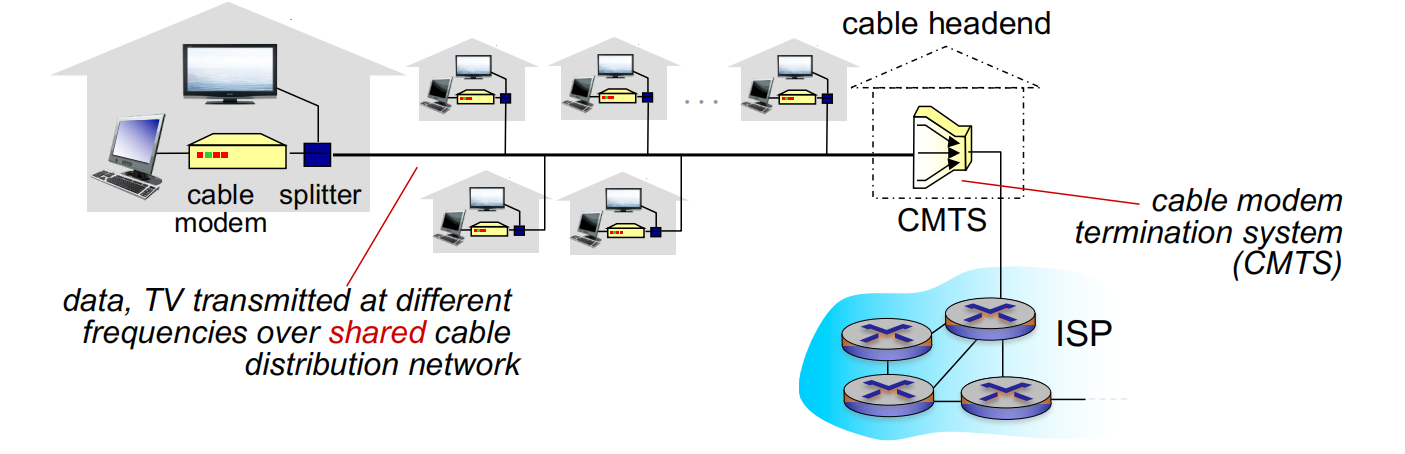 cable headend
cable
modem
splitter
CMTS
cable modem
termination system
(CMTS)
data, TV transmitted at different
frequencies over shared cable
distribution network
ISP